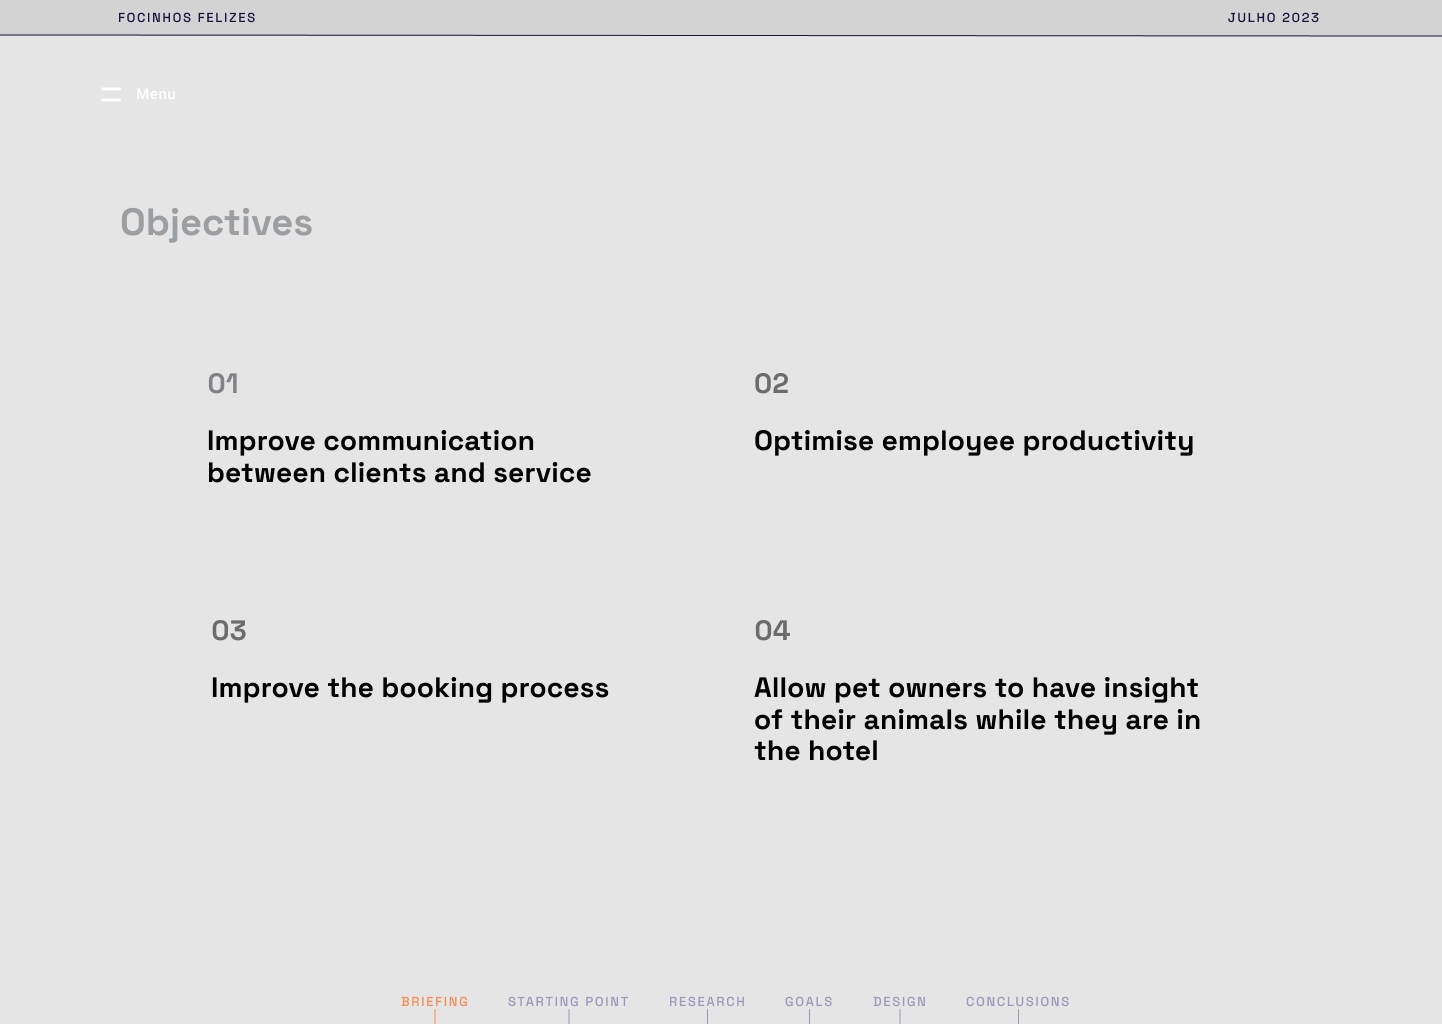 FOCINHOS FELIZES
JULHO 2023
Menu
Objectives
01
Improve communication
between clients and service
02
Optimise employee productivity
03
Improve the booking process
04
Allow pet owners to have insight
of their animals while they are in
the hotel
BRIEFING
STARTING POINT
RESEARCH
GOALS
DESIGN
CONCLUSIONS